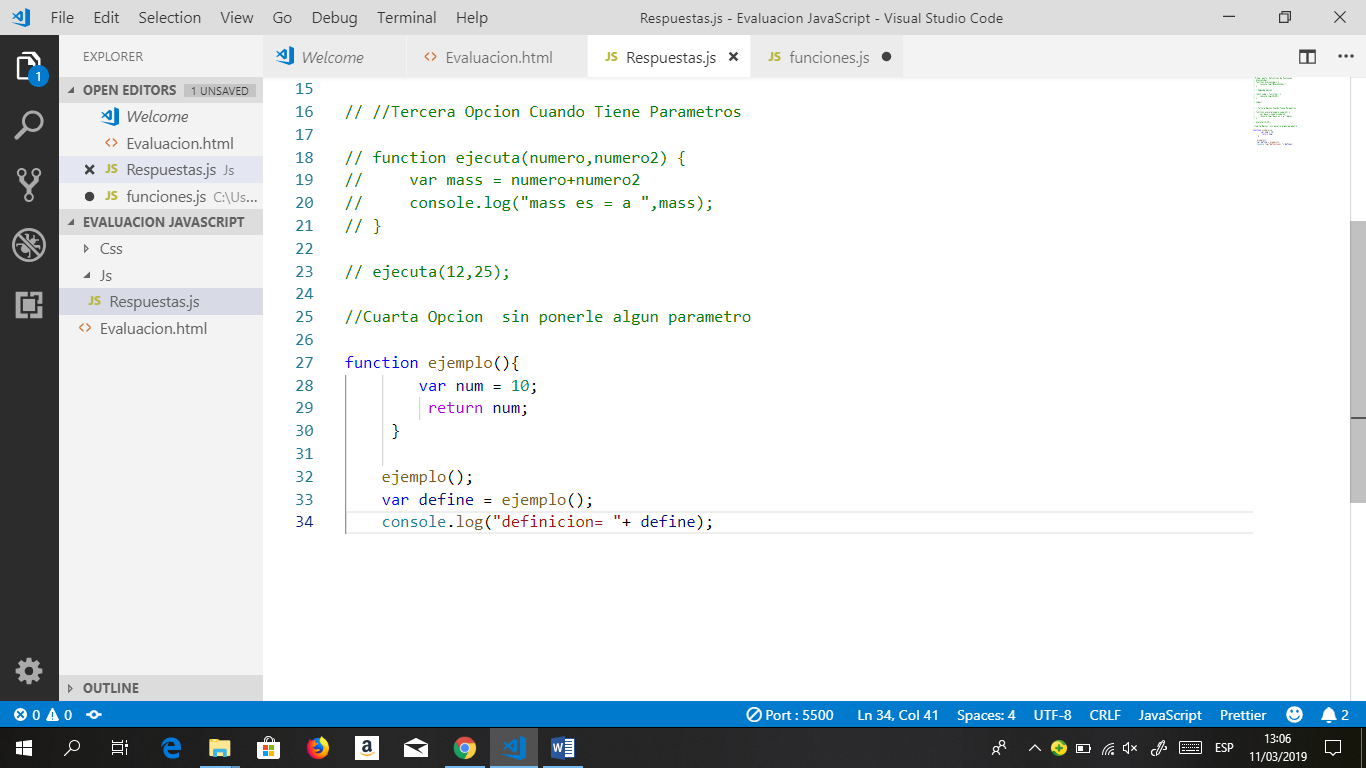 File Edit Selection View Go Debug Terminal Help
Respuestas.js - Evaluacion JavaScript - Visual Studio Code
1
EXPLORER
OPEN EDITORS 1 UNSAVED
Welcome
<> Evaluacion.html
JS Respuestas.js Js
JS funciones.js C:\Us...
EVALUACION JAVASCRIPT
Css
Js
JS Respuestas.js
<> Evaluacion.html
OUTLINE
Welcome <> Evaluacion.html JS Respuestas.js JS funciones.js
15
16 // //Tercera Opcion Cuando Tiene Parametros
17
18 // function ejecuta(numero,numero2) {
19 //     var mass = numero+numero2
20 //     console.log("mass es = a ",mass);
21 // }
22
23 // ejecuta(12,25);
24
25 //Cuarta Opcion  sin ponerle algun parametro
26
27 function ejemplo(){
28         var num = 10;
29          return num;
30      }
31
32     ejemplo();
33     var define = ejemplo();
34     console.log("definicion= "+ define);
0 0
Port : 5500 Ln 34, Col 41 Spaces: 4 UTF-8 CRLF JavaScript Prettier 2
ESP
13:06
11/03/2019